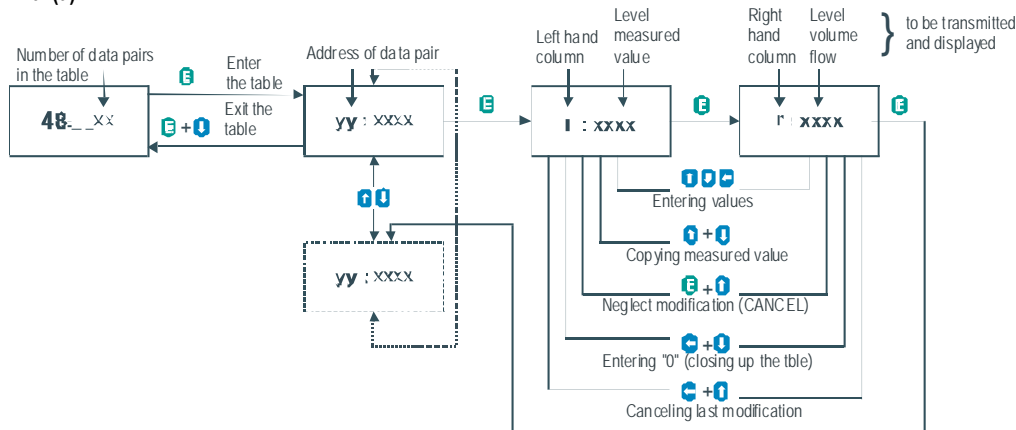 Number of data pairs
in the table
E
Enter
the table
Exit the
table
E + ↓
48._ _xx
Address of data pair
yy : xxxx
↑ ↓
yy : xxxx
E
Left hand
column
Level
measured
value
l : xxxx
E
Right
hand
column
Level
volume
flow
} to be transmitted
and displayed
r : xxxx
E
Entering values
↑ + ↓
Copying measured value
E + ↑
Neglect modification (CANCEL)
← + ↓
Entering "0" (closing up the tble)
← + ↑
Canceling last modification